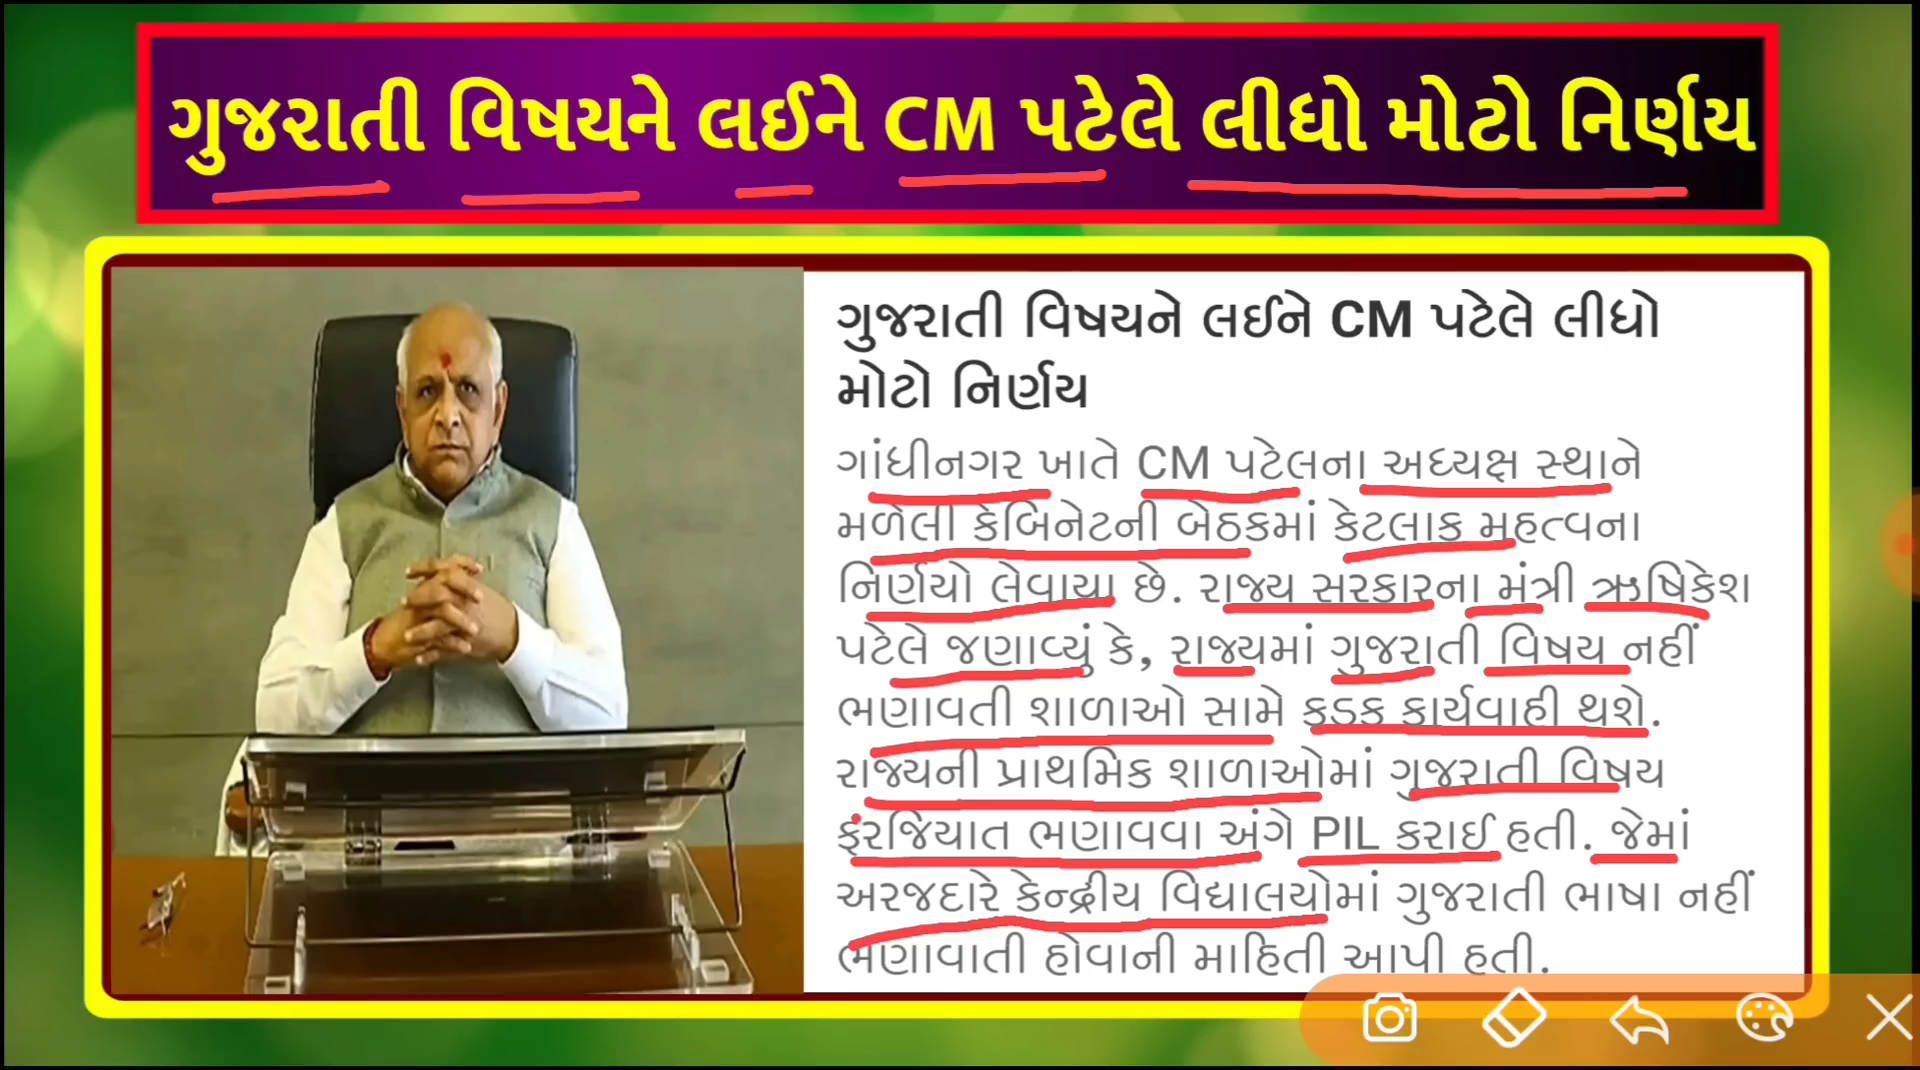 ગુજરાતી વિષયને લઈને CM પટેલે લીધો મોટો નિર્ણય
ગુજરાતી વિષયને લઈને CM પટેલે લીધો
મોટો નિર્ણય
ગાંધીનગર ખાતે CM પટેલના અધ્યક્ષ સ્થાને
મળેલી કેબિનેટની બેઠકમાં કેટલાક મહત્વના
નિર્ણયો લેવાયા છે. રાજ્ય સરકારના મંત્રી ઋષિકેશ
પટેલે જણાવ્યું કે, રાજ્યમાં ગુજરાતી વિષય નહીં
ભણાવતી શાળાઓ સામે કડક કાર્યવાહી થશે.
રાજ્યની પ્રાથમિક શાળાઓમાં ગુજરાતી વિષય
ફરજિયાત ભણાવવા અંગે PIL કરાઈ હતી. જેમાં
અરજદારે કેન્દ્રીય વિદ્યાલયોમાં ગુજરાતી ભાષા નહીં
ભણાવાતી હોવાની માહિતી આપી હતી.